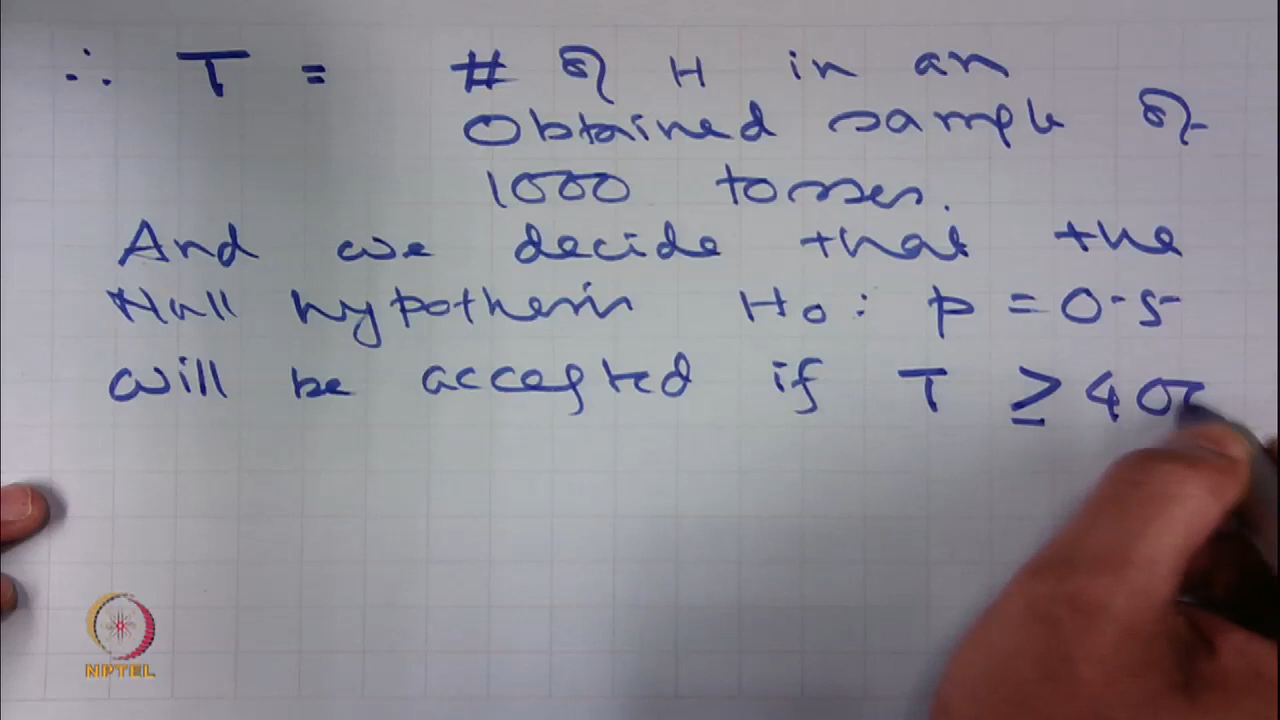 ∴ T = # of H in an
Obtained sample of
1000 tosses.
And we decide that the
Null hypothesis H₀: p = 0.5
will be accepted if T ≥ 400
NPTEL